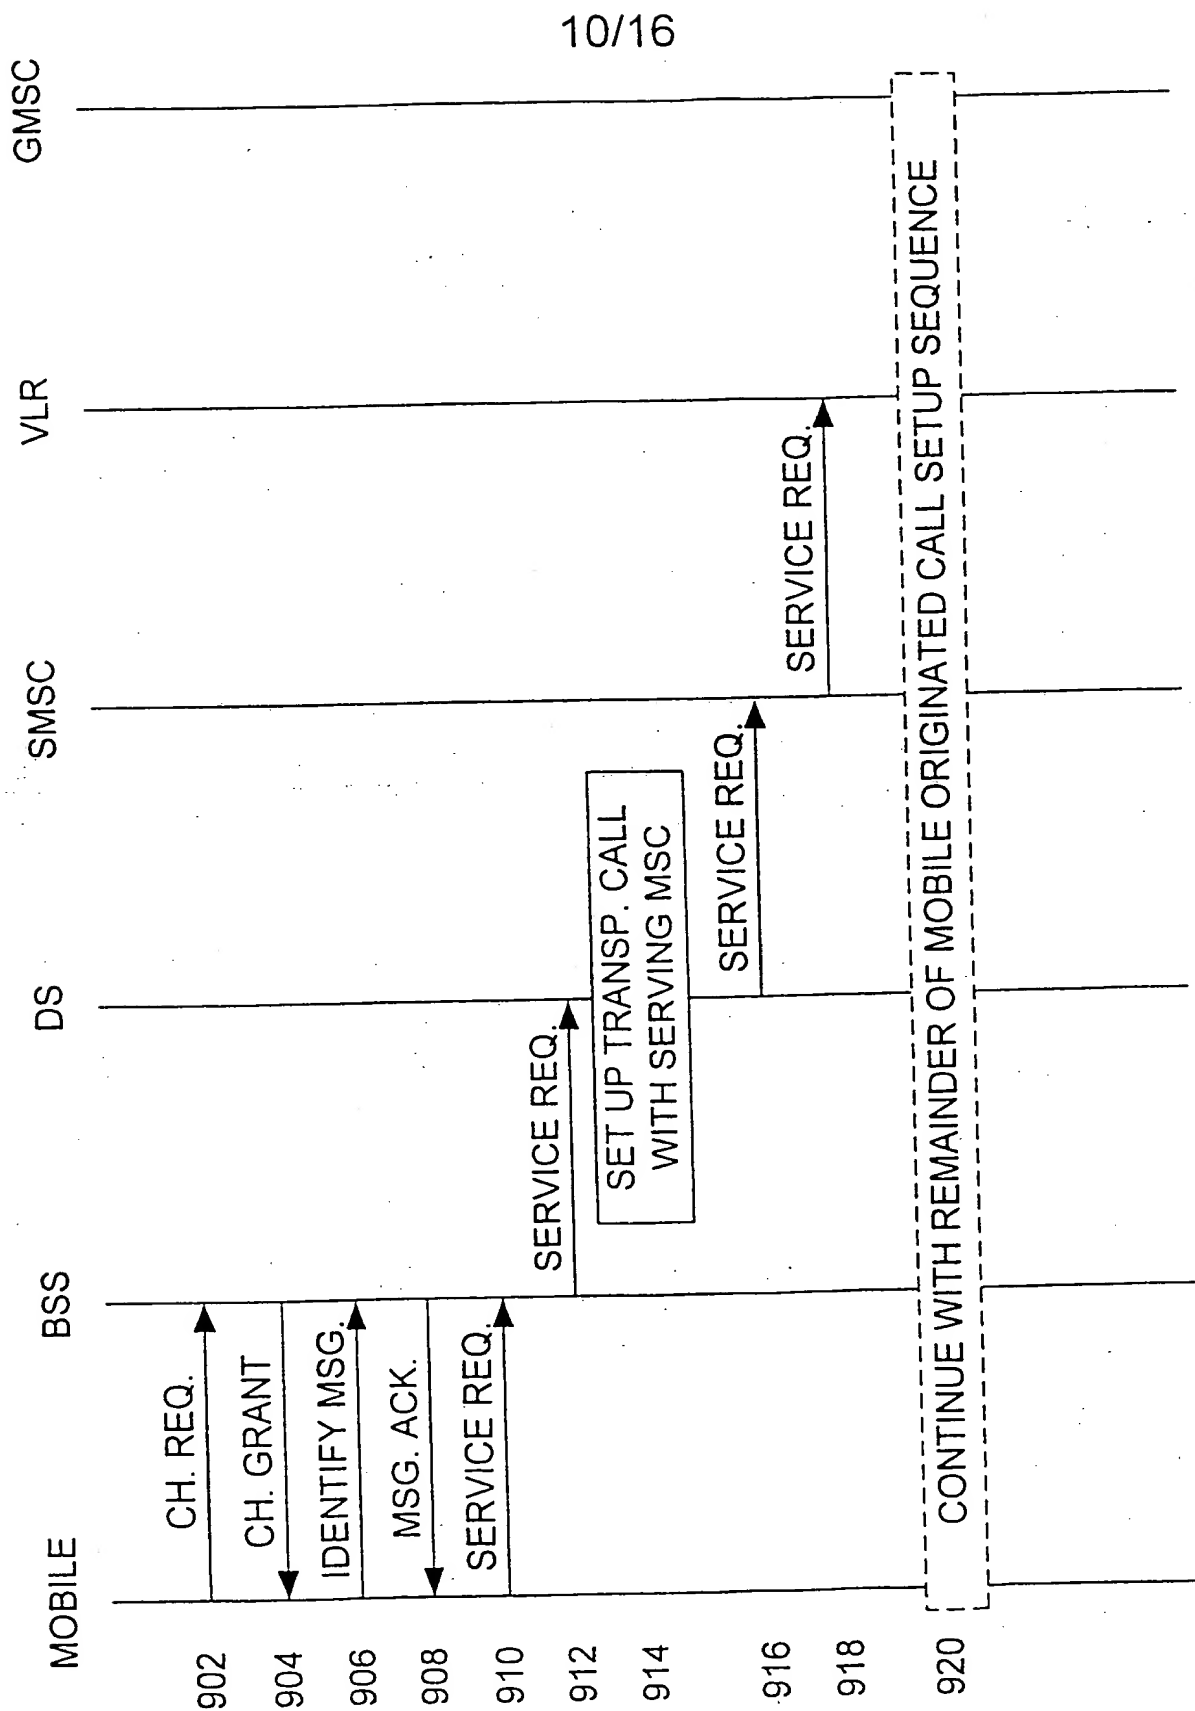 10/16
MOBILE
BSS
DS
SMSC
VLR
GMSC
902
CH. REQ.
904
CH. GRANT
906
IDENTIFY MSG.
908
MSG. ACK.
910
SERVICE REQ.
912
SERVICE REQ.
914
SET UP TRANSP. CALL
WITH SERVING MSC
916
SERVICE REQ.
918
SERVICE REQ.
920
CONTINUE WITH REMAINDER OF MOBILE ORIGINATED CALL SETUP SEQUENCE